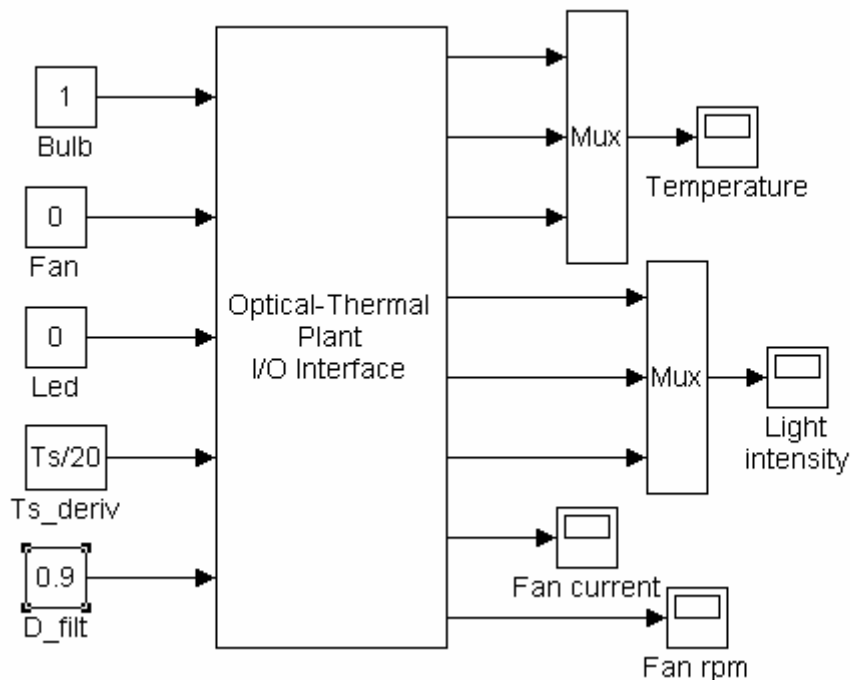 1
Bulb
0
Fan
0
Led
Ts/20
Ts_deriv
0.9
D_filt
Optical-Thermal
Plant
I/O Interface
Mux
Temperature
Mux
Light
intensity
Fan current
Fan rpm